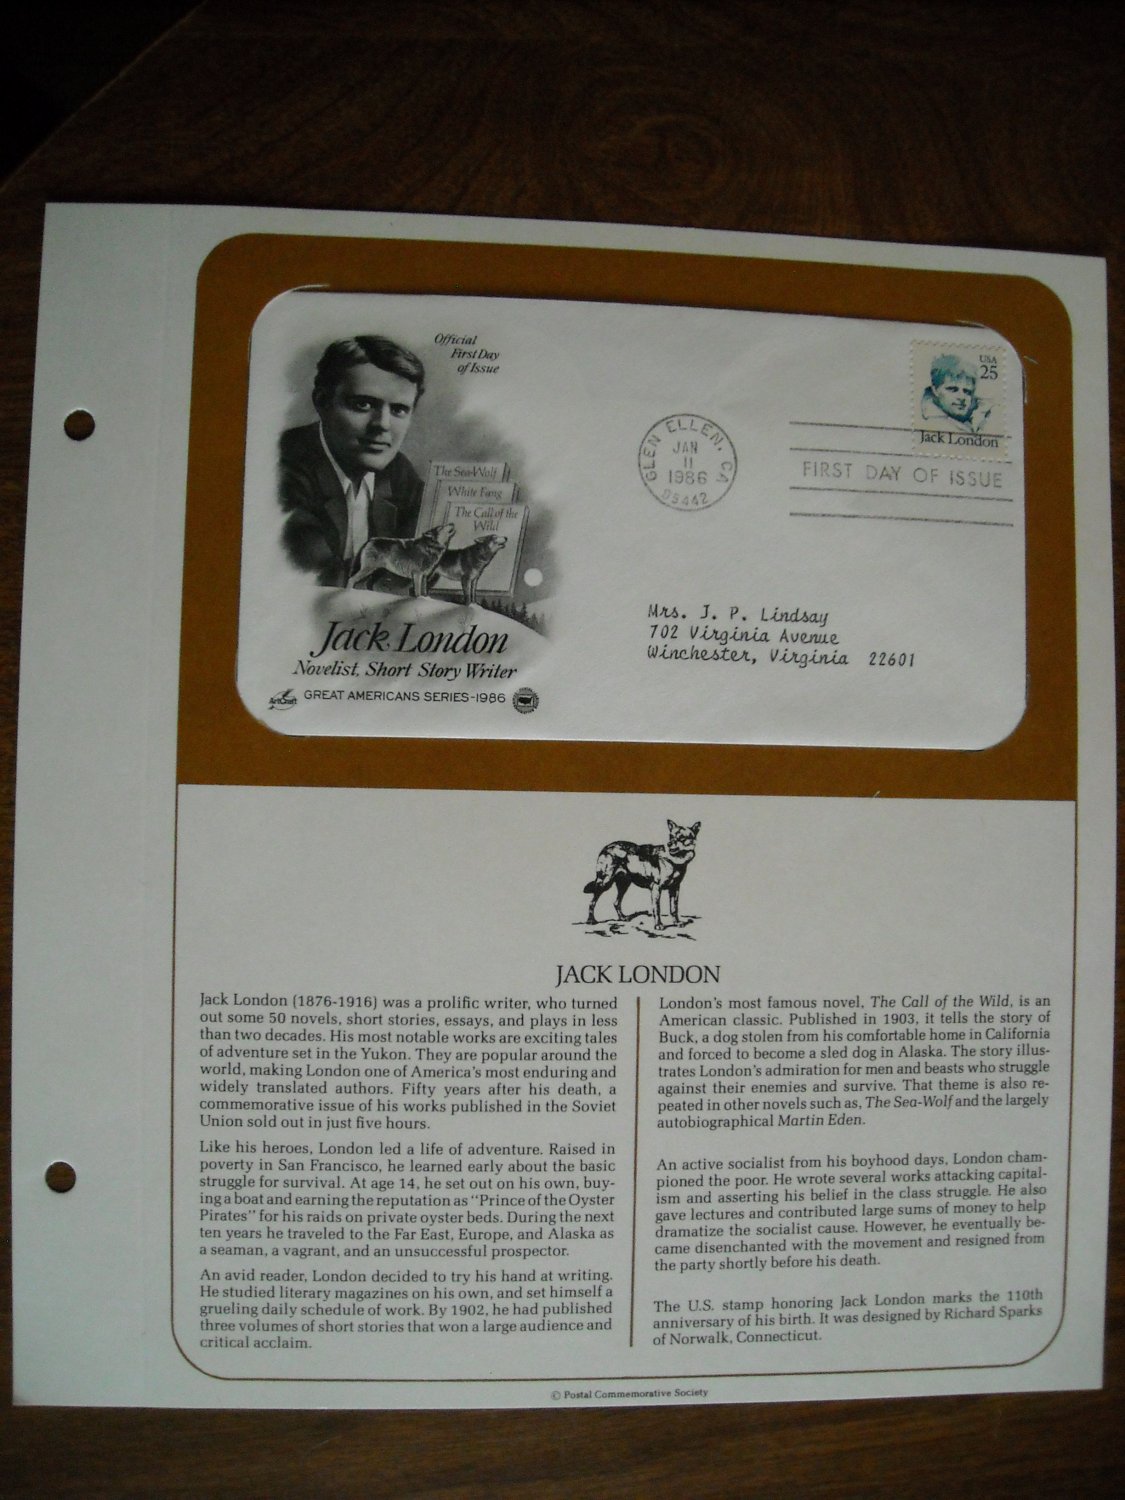 Official
First Day
of Issue
The Sea-Wolf
White Fang
The Call of the
Wild
Jack London
Novelist, Short Story Writer
ArtCraft
GREAT AMERICANS SERIES-1986
GLEN ELLEN, CA
JAN
11
1986
95442
USA
25
Jack London
FIRST DAY OF ISSUE
Mrs. J. P. Lindsay
702 Virginia Avenue
Winchester, Virginia 22601
JACK LONDON
Jack London (1876-1916) was a prolific writer, who turned
out some 50 novels, short stories, essays, and plays in less
than two decades. His most notable works are exciting tales
of adventure set in the Yukon. They are popular around the
world, making London one of America's most enduring and
widely translated authors. Fifty years after his death, a
commemorative issue of his works published in the Soviet
Union sold out in just five hours.
Like his heroes, London led a life of adventure. Raised in
poverty in San Francisco, he learned early about the basic
struggle for survival. At age 14, he set out on his own, buy-
ing a boat and earning the reputation as "Prince of the Oyster
Pirates" for his raids on private oyster beds. During the next
ten years he traveled to the Far East, Europe, and Alaska as
a seaman, a vagrant, and an unsuccessful prospector.
An avid reader, London decided to try his hand at writing.
He studied literary magazines on his own, and set himself a
grueling daily schedule of work. By 1902, he had published
three volumes of short stories that won a large audience and
critical acclaim.
London's most famous novel, The Call of the Wild, is an
American classic. Published in 1903, it tells the story of
Buck, a dog stolen from his comfortable home in California
and forced to become a sled dog in Alaska. The story illus-
trates London's admiration for men and beasts who struggle
against their enemies and survive. That theme is also re-
peated in other novels such as, The Sea-Wolf and the largely
autobiographical Martin Eden.
An active socialist from his boyhood days, London cham-
pioned the poor. He wrote several works attacking capital-
ism and asserting his belief in the class struggle. He also
gave lectures and contributed large sums of money to help
dramatize the socialist cause. However, he eventually be-
came disenchanted with the movement and resigned from
the party shortly before his death.
The U.S. stamp honoring Jack London marks the 110th
anniversary of his birth. It was designed by Richard Sparks
of Norwalk, Connecticut.
© Postal Commemorative Society